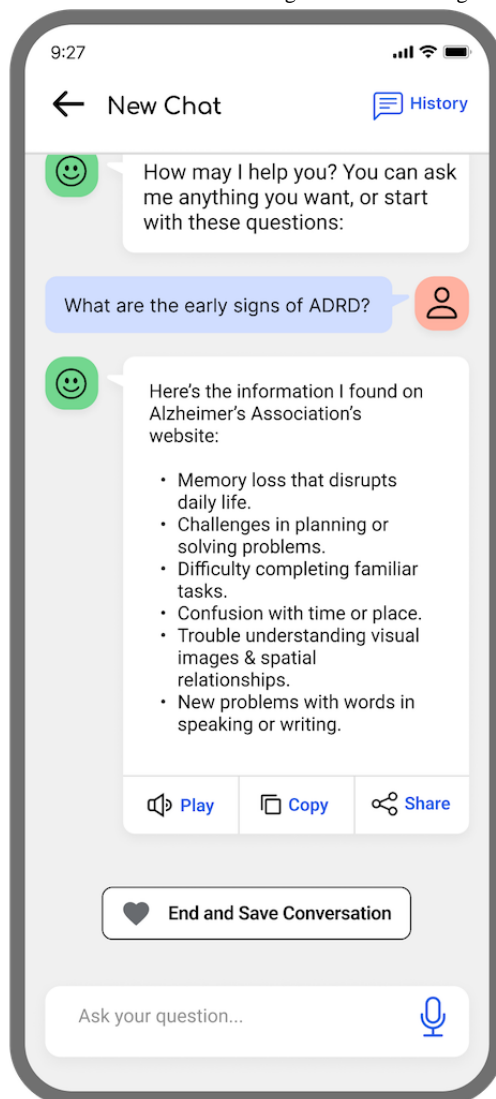 9:27
New Chat
History
How may I help you? You can ask
me anything you want, or start
with these questions:
What are the early signs of ADRD?
Here's the information I found on
Alzheimer's Association's
website:
• Memory loss that disrupts
daily life.
• Challenges in planning or
solving problems.
• Difficulty completing familiar
tasks.
• Confusion with time or place.
• Trouble understanding visual
images & spatial
relationships.
• New problems with words in
speaking or writing.
Play
Copy
Share
End and Save Conversation
Ask your question...